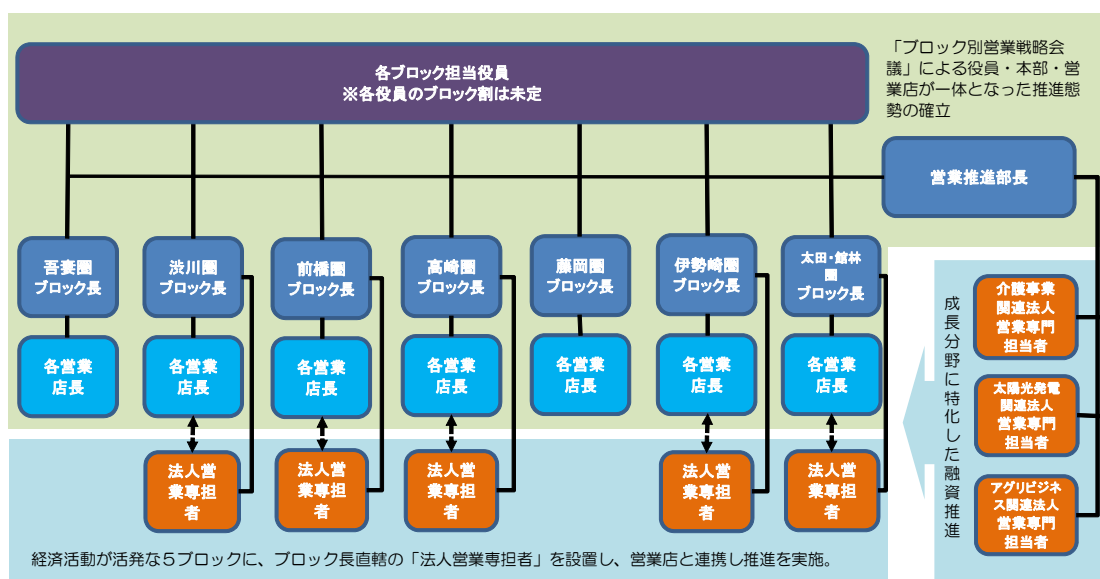 各ブロック担当役員
※各役員のブロック割は未定
「ブロック別営業戦略会
議」による役員・本部・営
業店が一体となった推進態
勢の確立
営業推進部長
吾妻圏
ブロック長
渋川圏
ブロック長
前橋圏
ブロック長
高崎圏
ブロック長
藤岡圏
ブロック長
伊勢崎圏
ブロック長
太田・館林
圏
ブロック長
各営業
店長
各営業
店長
各営業
店長
各営業
店長
各営業
店長
各営業
店長
各営業
店長
法人営
業専担
者
法人営
業専担
者
法人営
業専担
者
法人営
業専担
者
法人営
業専担
者
経済活動が活発な５ブロックに、ブロック長直轄の「法人営業専担者」を設置し、営業店と連携し推進を実施。
成長分野に特化した融資推進
介護事業
関連法人
営業専門
担当者
太陽光発電
関連法人
営業専門
担当者
アグリビジネ
ス関連法人
営業専門
担当者